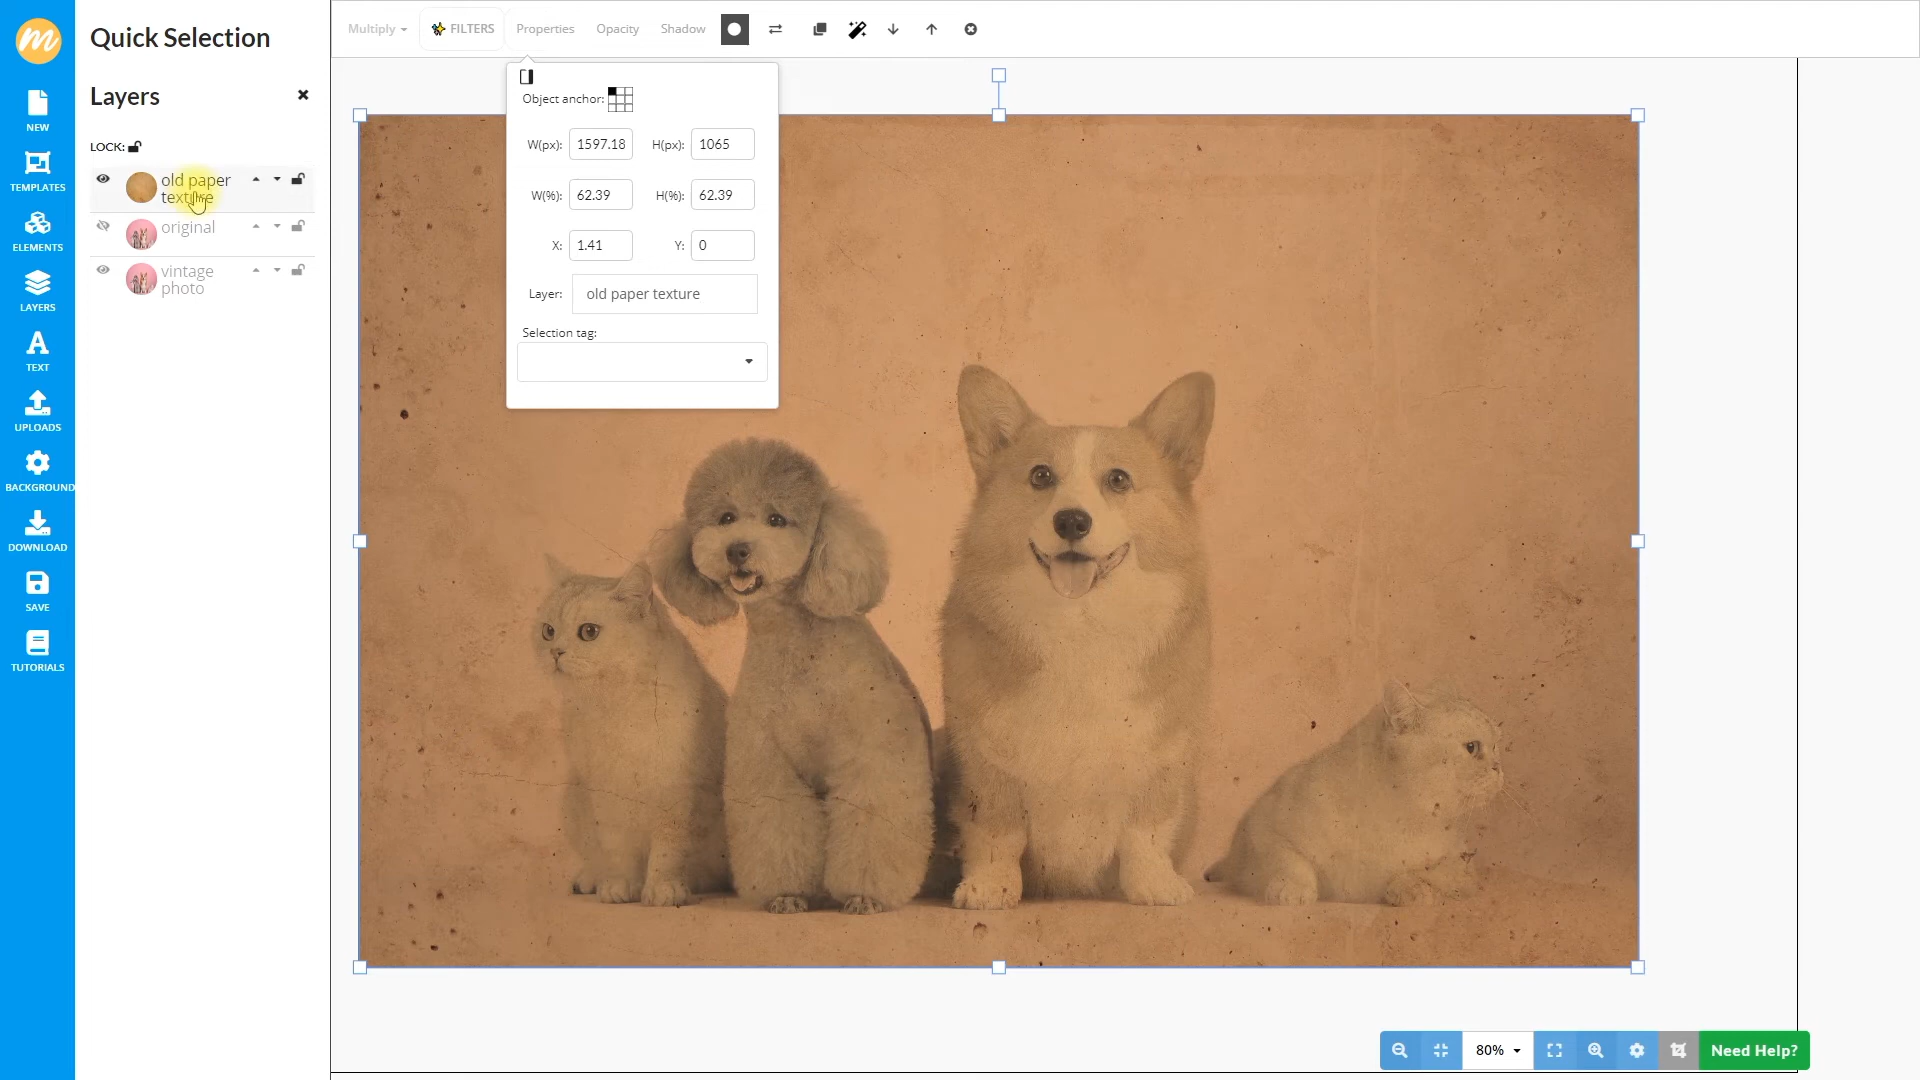 m
Quick Selection
Multiply
FILTERS
Properties
Opacity
Shadow
Layers
LOCK:
old paper
texture
original
vintage
photo
NEW
TEMPLATES
ELEMENTS
LAYERS
TEXT
UPLOADS
BACKGROUND
DOWNLOAD
SAVE
TUTORIALS
Object anchor:
W(px): 1597.18 H(px): 1065
W(%): 62.39 H(%): 62.39
X: 1.41 Y: 0
Layer: old paper texture
Selection tag:
80%
Need Help?